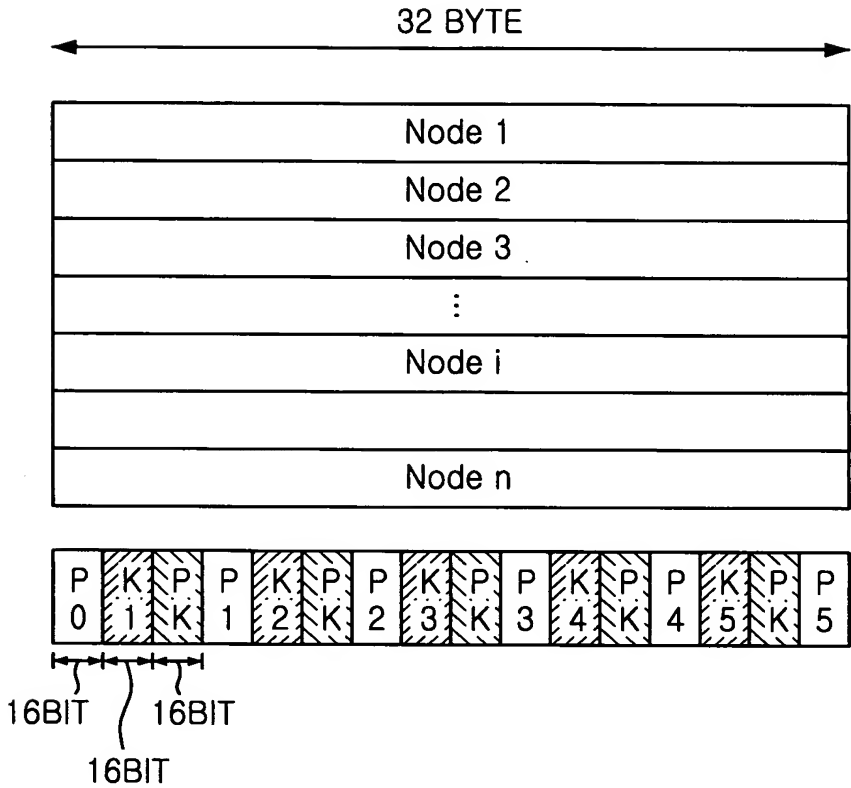 32 BYTE
Node 1
Node 2
Node 3
⋮
Node i
Node n
P K P P K P P K P P K P P K P P
0 1 K 1 2 K 2 3 K 3 4 K 4 5 K 5
16BIT 16BIT
16BIT